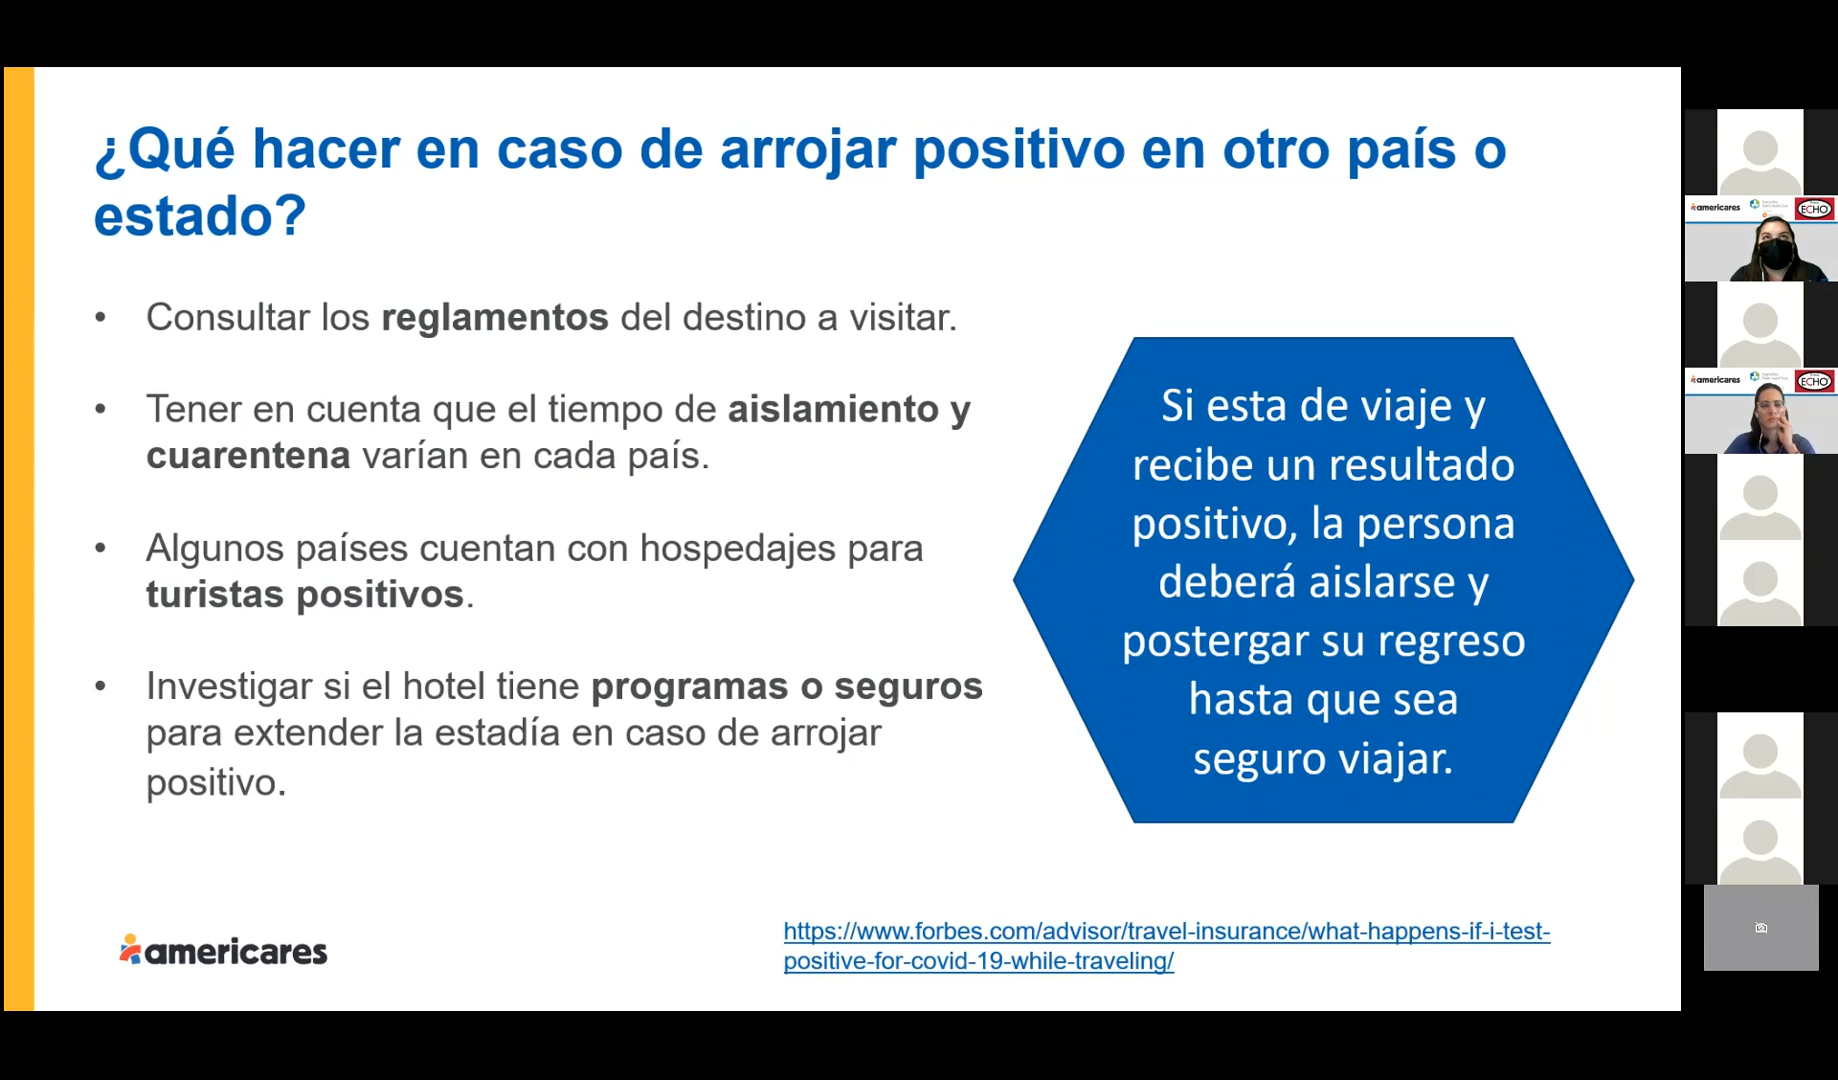 ¿Qué hacer en caso de arrojar positivo en otro país o
estado?
• Consultar los reglamentos del destino a visitar.
• Tener en cuenta que el tiempo de aislamiento y
cuarentena varían en cada país.
• Algunos países cuentan con hospedajes para
turistas positivos.
• Investigar si el hotel tiene programas o seguros
para extender la estadía en caso de arrojar
positivo.
Si esta de viaje y
recibe un resultado
positivo, la persona
deberá aislarse y
postergar su regreso
hasta que sea
seguro viajar.
americares
https://www.forbes.com/advisor/travel-insurance/what-happens-if-i-test-
positive-for-covid-19-while-traveling/
americares
ECHO
americares
ECHO